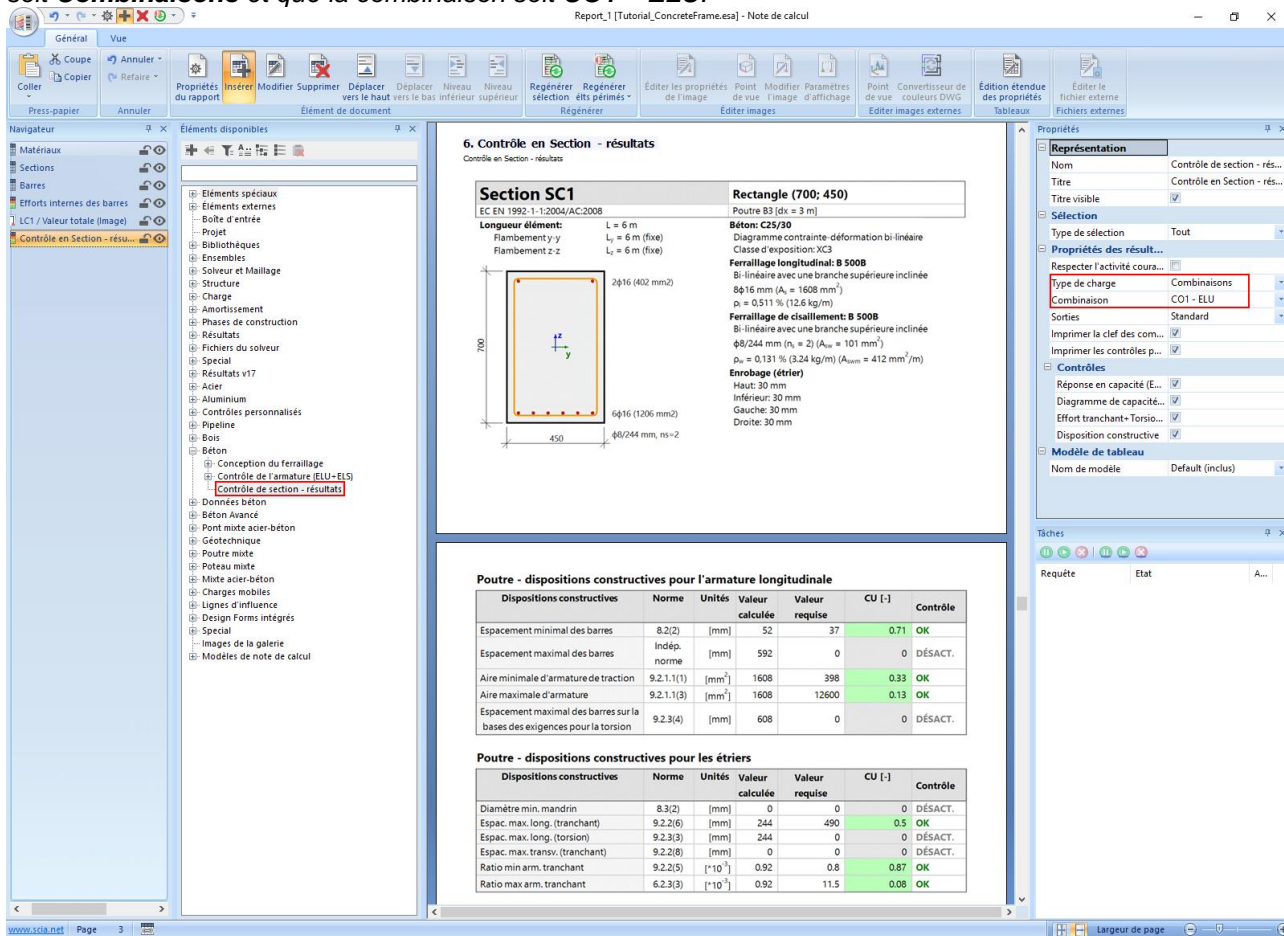 soit Combinaisons et que la combinaison soit CO1 - ELU.
Report_1 [Tutorial_ConcreteFrame.esa] - Note de calcul
Général Vue
Coller
Coupe
Copier
Press-papier
Annuler
Refaire
Annuler
Propriétés du rapport
Insérer
Modifier
Supprimer
Déplacer vers le haut
Déplacer vers le bas
Niveau inférieur
Niveau supérieur
Élément de document
Regénérer sélection
Regénérer élts périmés
Régénérer
Éditer les propriétés de l'image
Point de vue
Modifier l'image
Paramètres d'affichage
Éditer images
Point de vue
Convertisseur de couleurs DWG
Editer images externes
Édition étendue des propriétés
Tableaux
Éditer le fichier externe
Fichiers externes
Navigateur
Matériaux
Sections
Barres
Efforts internes des barres
LC1 / Valeur totale (Image)
Contrôle en Section - résu...
Éléments disponibles
Eléments spéciaux
Éléments externes
Boîte d'entrée
Projet
Bibliothèques
Ensembles
Solveur et Maillage
Structure
Charge
Amortissement
Phases de construction
Résultats
Fichiers du solveur
Special
Résultats v17
Acier
Aluminium
Contrôles personnalisés
Pipeline
Bois
Béton
Conception du ferraillage
Contrôle de l'armature (ELU+ELS)
Contrôle de section - résultats
Données béton
Béton Avancé
Pont mixte acier-béton
Géotechnique
Poutre mixte
Poteau mixte
Mixte acier-béton
Charges mobiles
Lignes d'influence
Design Forms intégrés
Special
Images de la galerie
Modèles de note de calcul
6. Contrôle en Section - résultats
Contrôle en Section - résultats
Section SC1 Rectangle (700; 450)
EC EN 1992-1-1:2004/AC:2008 Poutre B3 [dx = 3 m]
Longueur élément: L = 6 m
Flambement y-y Ly = 6 m (fixe)
Flambement z-z Lz = 6 m (fixe)
2ϕ16 (402 mm2)
700
z
y
6ϕ16 (1206 mm2)
450
ϕ8/244 mm, ns=2
Béton: C25/30
Diagramme contrainte-déformation bi-linéaire
Classe d'exposition: XC3
Ferraillage longitudinal: B 500B
Bi-linéaire avec une branche supérieure inclinée
8ϕ16 mm (As = 1608 mm²)
ρl = 0,511 % (12.6 kg/m)
Ferraillage de cisaillement: B 500B
Bi-linéaire avec une branche supérieure inclinée
ϕ8/244 mm (ns = 2) (Asw = 101 mm²)
ρw = 0,131 % (3.24 kg/m) (Aswm = 412 mm²/m)
Enrobage (étrier)
Haut: 30 mm
Inférieur: 30 mm
Gauche: 30 mm
Droite: 30 mm
Poutre - dispositions constructives pour l'armature longitudinale
Dispositions constructives Norme Unités Valeur calculée Valeur requise CU [-] Contrôle
Espacement minimal des barres 8.2(2) [mm] 52 37 0.71 OK
Espacement maximal des barres Indép. norme [mm] 592 0 0 DÉSACT.
Aire minimale d'armature de traction 9.2.1.1(1) [mm²] 1608 398 0.33 OK
Aire maximale d'armature 9.2.1.1(3) [mm²] 1608 12600 0.13 OK
Espacement maximal des barres sur la bases des exigences pour la torsion 9.2.3(4) [mm] 608 0 0 DÉSACT.
Poutre - dispositions constructives pour les étriers
Dispositions constructives Norme Unités Valeur calculée Valeur requise CU [-] Contrôle
Diamètre min. mandrin 8.3(2) [mm] 0 0 0 DÉSACT.
Espac. max. long. (tranchant) 9.2.2(6) [mm] 244 490 0.5 OK
Espac. max. long. (torsion) 9.2.3(3) [mm] 244 0 0 DÉSACT.
Espac. max. transv. (tranchant) 9.2.2(8) [mm] 0 0 0 DÉSACT.
Ratio min arm. tranchant 9.2.2(5) [*10⁻³] 0.92 0.8 0.87 OK
Ratio max arm. tranchant 6.2.3(3) [*10⁻³] 0.92 11.5 0.08 OK
Propriétés
Représentation
Nom Contrôle de section - rés...
Titre Contrôle en Section - rés...
Titre visible
Sélection
Type de sélection Tout
Propriétés des résult...
Respecter l'activité coura...
Type de charge Combinaisons
Combinaison CO1 - ELU
Sorties Standard
Imprimer la clef des com...
Imprimer les contrôles p...
Contrôles
Réponse en capacité (E...
Diagramme de capacité...
Effort tranchant+Torsio...
Disposition constructive
Modèle de tableau
Nom de modèle Default (inclus)
Tâches
Requête Etat A...
www.scia.net Page 3
Largeur de page